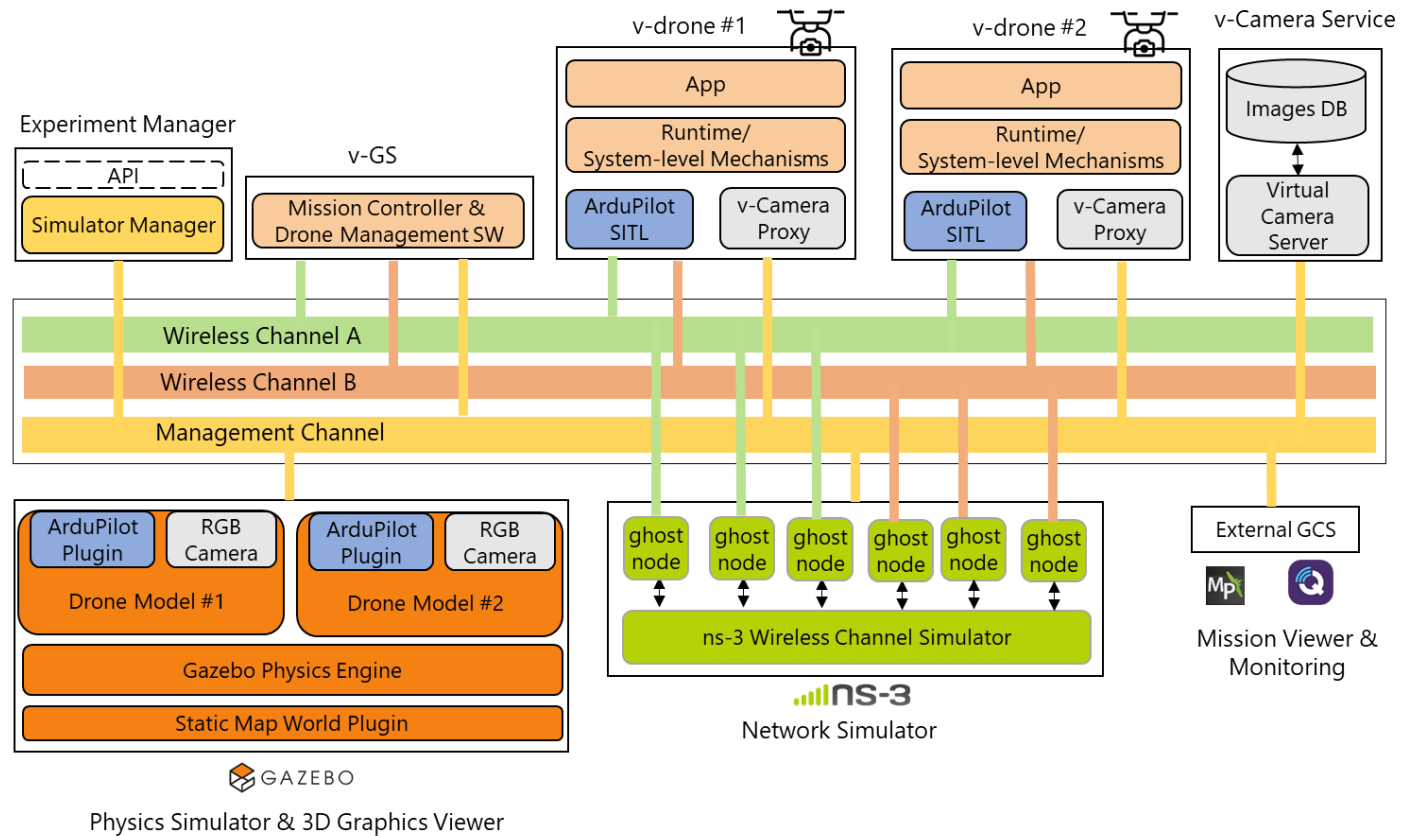 v-drone #1
v-drone #2
v-Camera Service
App
Runtime/
System-level Mechanisms
ArduPilot
SITL
v-Camera
Proxy
App
Runtime/
System-level Mechanisms
ArduPilot
SITL
v-Camera
Proxy
Images DB
Virtual
Camera
Server
Experiment Manager
API
Simulator Manager
v-GS
Mission Controller &
Drone Management SW
Wireless Channel A
Wireless Channel B
Management Channel
ArduPilot
Plugin
RGB
Camera
Drone Model #1
ArduPilot
Plugin
RGB
Camera
Drone Model #2
Gazebo Physics Engine
Static Map World Plugin
GAZEBO
Physics Simulator & 3D Graphics Viewer
ghost
node
ghost
node
ghost
node
ghost
node
ghost
node
ghost
node
ns-3 Wireless Channel Simulator
ns-3
Network Simulator
External GCS
MP
Mission Viewer &
Monitoring